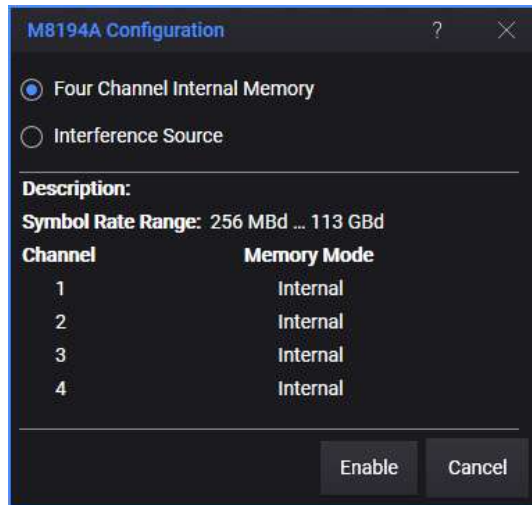 M8194A Configuration ?
Four Channel Internal Memory
Interference Source
Description:
Symbol Rate Range: 256 MBd ... 113 GBd
Channel Memory Mode
1 Internal
2 Internal
3 Internal
4 Internal
Enable Cancel